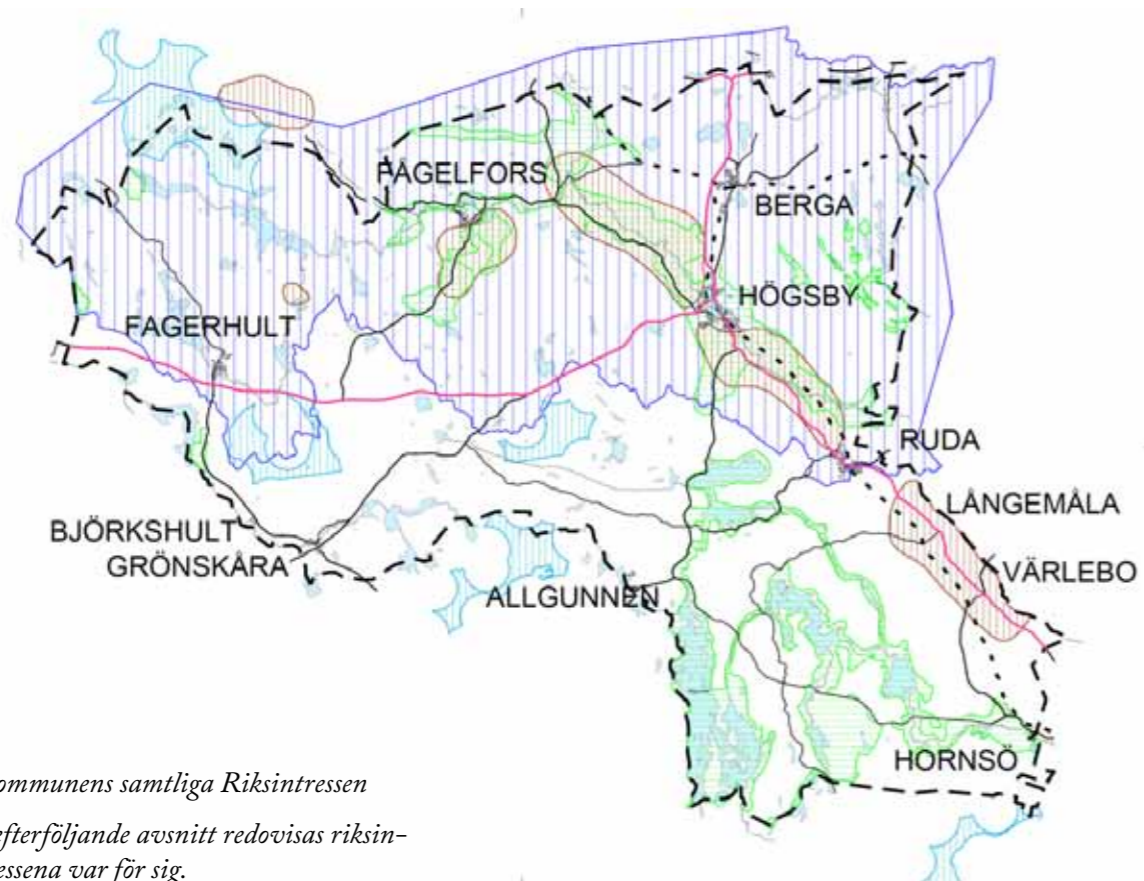 FÅGELFORS
BERGA
HÖGSBY
FAGERHULT
RUDA
LÅNGEMÅLA
BJÖRKSHULT
GRÖNSKÅRA
VÄRLEBO
ALLGUNNEN
HORNSÖ
ommunens samtliga Riksintressen
efterföljande avsnitt redovisas riksin-
essena var för sig.